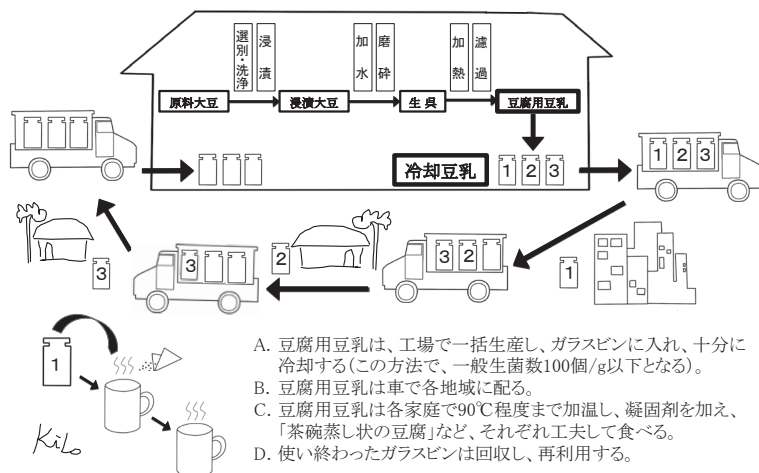 選別・洗浄
浸漬
加水
磨砕
加熱
濾過
原料大豆
浸漬大豆
生呉
豆腐用豆乳
冷却豆乳
1
2
3
1
2
3
3
2
1
2
3
3
1
A. 豆腐用豆乳は、工場で一括生産し、ガラスビンに入れ、十分に
冷却する(この方法で、一般生菌数100個/g以下となる)。
B. 豆腐用豆乳は車で各地域に配る。
C. 豆腐用豆乳は各家庭で90℃程度まで加温し、凝固剤を加え、
「茶碗蒸し状の豆腐」など、それぞれ工夫して食べる。
D. 使い終わったガラスビンは回収し、再利用する。